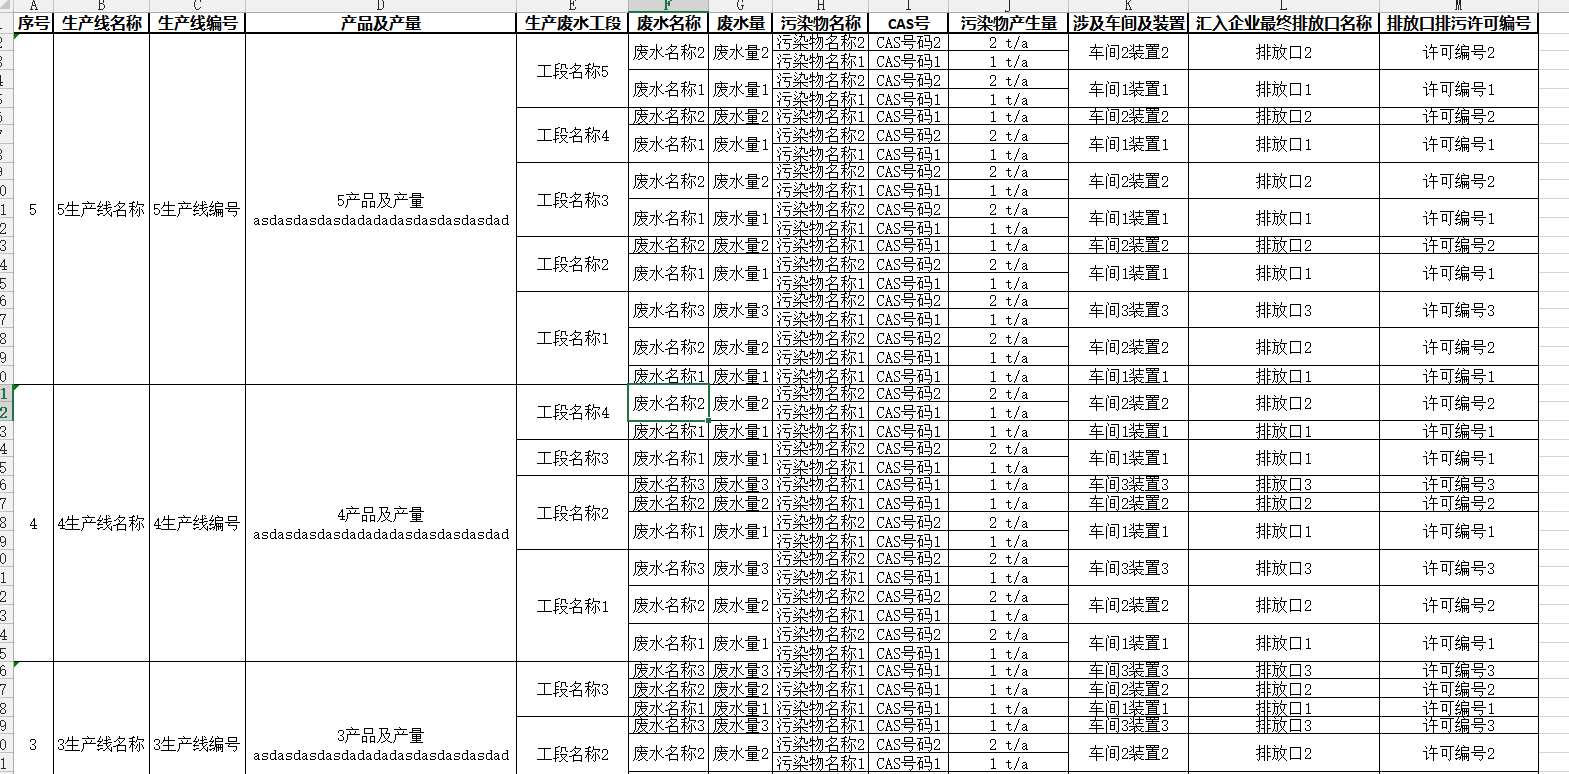 A B C D E F G H I J K L M
序号 生产线名称 生产线编号 产品及产量 生产废水工段 废水名称 废水量 污染物名称 CAS号 污染物产生量 涉及车间及装置 汇入企业最终排放口名称 排放口排污许可编号
5 5生产线名称 5生产线编号 5产品及产量
asdasdasdasdadadadasdasdasdasdad
工段名称5 废水名称2 废水量2 污染物名称2 CAS号码2 2 t/a 车间2装置2 排放口2 许可编号2
污染物名称1 CAS号码1 1 t/a
废水名称1 废水量1 污染物名称2 CAS号码2 2 t/a 车间1装置1 排放口1 许可编号1
污染物名称1 CAS号码1 1 t/a
工段名称4 废水名称2 废水量2 污染物名称1 CAS号码1 1 t/a 车间2装置2 排放口2 许可编号2
废水名称1 废水量1 污染物名称2 CAS号码2 2 t/a 车间1装置1 排放口1 许可编号1
污染物名称1 CAS号码1 1 t/a
工段名称3 废水名称2 废水量2 污染物名称2 CAS号码2 2 t/a 车间2装置2 排放口2 许可编号2
污染物名称1 CAS号码1 1 t/a
废水名称1 废水量1 污染物名称2 CAS号码2 2 t/a 车间1装置1 排放口1 许可编号1
污染物名称1 CAS号码1 1 t/a
工段名称2 废水名称2 废水量2 污染物名称1 CAS号码1 1 t/a 车间2装置2 排放口2 许可编号2
废水名称1 废水量1 污染物名称2 CAS号码2 2 t/a 车间1装置1 排放口1 许可编号1
污染物名称1 CAS号码1 1 t/a
工段名称1 废水名称3 废水量3 污染物名称2 CAS号码2 2 t/a 车间3装置3 排放口3 许可编号3
污染物名称1 CAS号码1 1 t/a
废水名称2 废水量2 污染物名称2 CAS号码2 2 t/a 车间2装置2 排放口2 许可编号2
污染物名称1 CAS号码1 1 t/a
废水名称1 废水量1 污染物名称1 CAS号码1 1 t/a 车间1装置1 排放口1 许可编号1
4 4生产线名称 4生产线编号 4产品及产量
asdasdasdasdadadadasdasdasdasdad
工段名称4 废水名称2 废水量2 污染物名称2 CAS号码2 2 t/a 车间2装置2 排放口2 许可编号2
污染物名称1 CAS号码1 1 t/a
废水名称1 废水量1 污染物名称1 CAS号码1 1 t/a 车间1装置1 排放口1 许可编号1
工段名称3 废水名称1 废水量1 污染物名称2 CAS号码2 2 t/a 车间1装置1 排放口1 许可编号1
污染物名称1 CAS号码1 1 t/a
工段名称2 废水名称3 废水量3 污染物名称1 CAS号码1 1 t/a 车间3装置3 排放口3 许可编号3
废水名称2 废水量2 污染物名称1 CAS号码1 1 t/a 车间2装置2 排放口2 许可编号2
废水名称1 废水量1 污染物名称2 CAS号码2 2 t/a 车间1装置1 排放口1 许可编号1
污染物名称1 CAS号码1 1 t/a
工段名称1 废水名称3 废水量3 污染物名称2 CAS号码2 2 t/a 车间3装置3 排放口3 许可编号3
污染物名称1 CAS号码1 1 t/a
废水名称2 废水量2 污染物名称2 CAS号码2 2 t/a 车间2装置2 排放口2 许可编号2
污染物名称1 CAS号码1 1 t/a
废水名称1 废水量1 污染物名称2 CAS号码2 2 t/a 车间1装置1 排放口1 许可编号1
污染物名称1 CAS号码1 1 t/a
3 3生产线名称 3生产线编号 3产品及产量
asdasdasdasdadadadasdasdasdasdad
工段名称3 废水名称3 废水量3 污染物名称1 CAS号码1 1 t/a 车间3装置3 排放口3 许可编号3
废水名称2 废水量2 污染物名称1 CAS号码1 1 t/a 车间2装置2 排放口2 许可编号2
废水名称1 废水量1 污染物名称1 CAS号码1 1 t/a 车间1装置1 排放口1 许可编号1
工段名称2 废水名称3 废水量3 污染物名称1 CAS号码1 1 t/a 车间3装置3 排放口3 许可编号3
废水名称2 废水量2 污染物名称2 CAS号码2 2 t/a 车间2装置2 排放口2 许可编号2
污染物名称1 CAS号码1 1 t/a